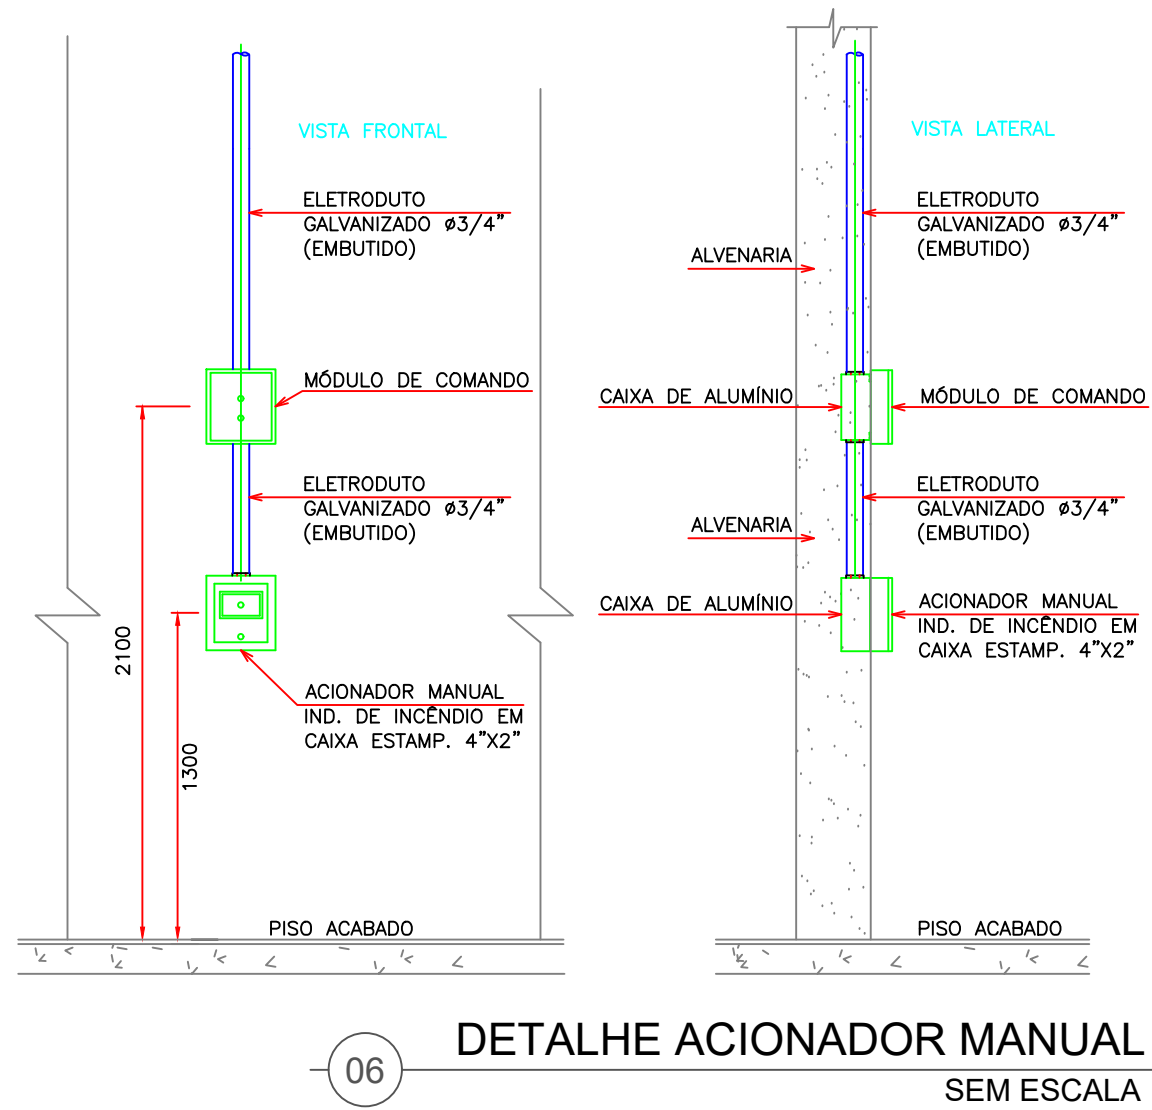 VISTA FRONTAL
ELETRODUTO
GALVANIZADO ø3/4”
(EMBUTIDO)
MÓDULO DE COMANDO
ELETRODUTO
GALVANIZADO ø3/4”
(EMBUTIDO)
2100
1300
ACIONADOR MANUAL
IND. DE INCÊNDIO EM
CAIXA ESTAMP. 4”X2”
PISO ACABADO
VISTA LATERAL
ELETRODUTO
GALVANIZADO ø3/4”
(EMBUTIDO)
ALVENARIA
CAIXA DE ALUMÍNIO
MÓDULO DE COMANDO
ELETRODUTO
GALVANIZADO ø3/4”
(EMBUTIDO)
ALVENARIA
CAIXA DE ALUMÍNIO
ACIONADOR MANUAL
IND. DE INCÊNDIO EM
CAIXA ESTAMP. 4”X2”
PISO ACABADO
06
DETALHE ACIONADOR MANUAL
SEM ESCALA